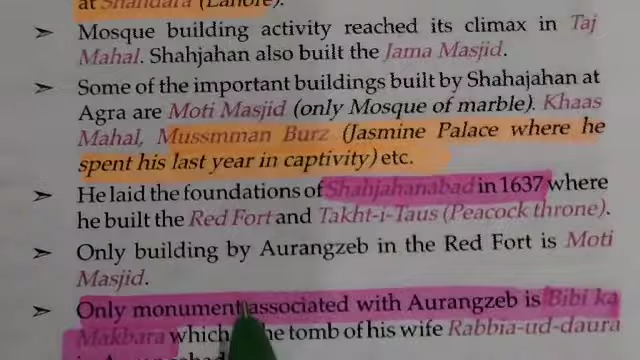 at Shahdara (Lahore).
➤ Mosque building activity reached its climax in Taj
Mahal. Shahjahan also built the Jama Masjid.
➤ Some of the important buildings built by Shahajahan at
Agra are Moti Masjid (only Mosque of marble). Khaas
Mahal, Mussmman Burz (Jasmine Palace where he
spent his last year in captivity) etc.
➤ He laid the foundations of Shahjahanabad in 1637 where
he built the Red Fort and Takht-i-Taus (Peacock throne).
➤ Only building by Aurangzeb in the Red Fort is Moti
Masjid.
➤ Only monument associated with Aurangzeb is Bibi ka
Makbara which the tomb of his wife Rabbia-ud-daura